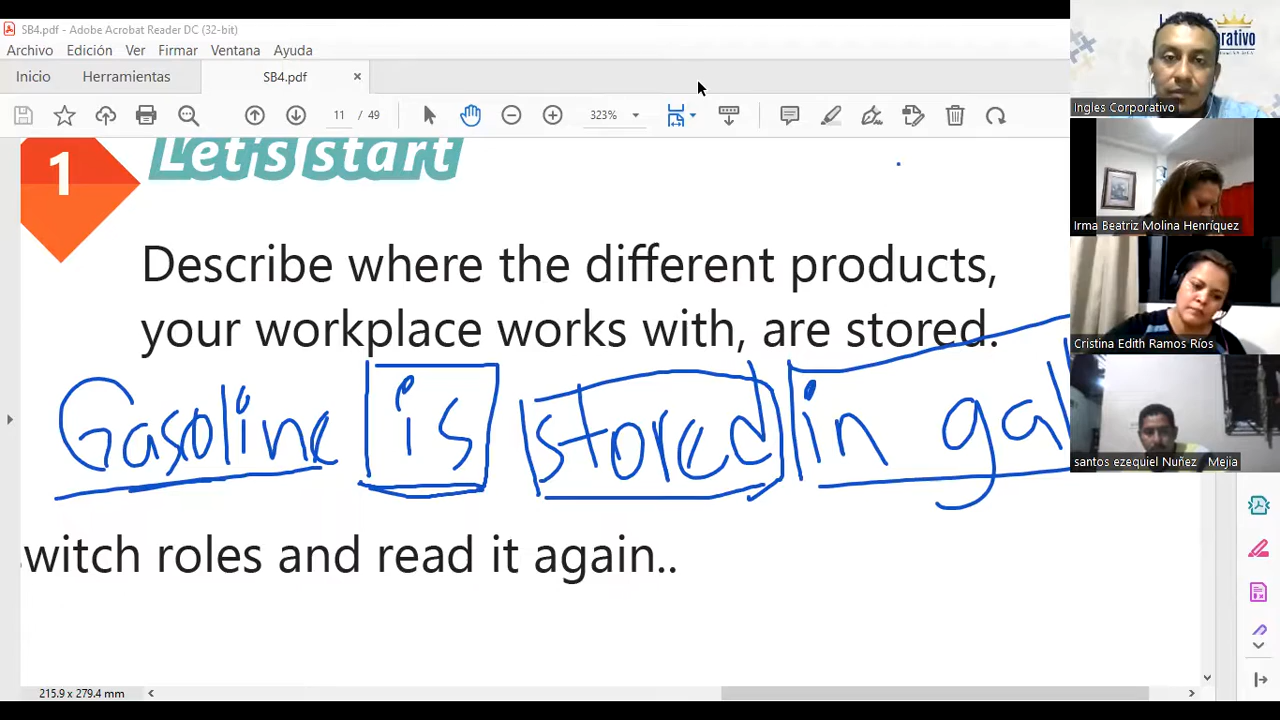 SB4.pdf - Adobe Acrobat Reader DC (32-bit)
Archivo Edición Ver Firmar Ventana Ayuda
Inicio Herramientas SB4.pdf ×
11 / 49 323%
1 Let's start
Describe where the different products,
your workplace works with, are stored.
Gasoline is stored in gal
witch roles and read it again..
215.9 x 279.4 mm
Ingles Corporativo
Irma Beatriz Molina Henríquez
Cristina Edith Ramos Ríos
santos ezequiel Nuñez Mejia